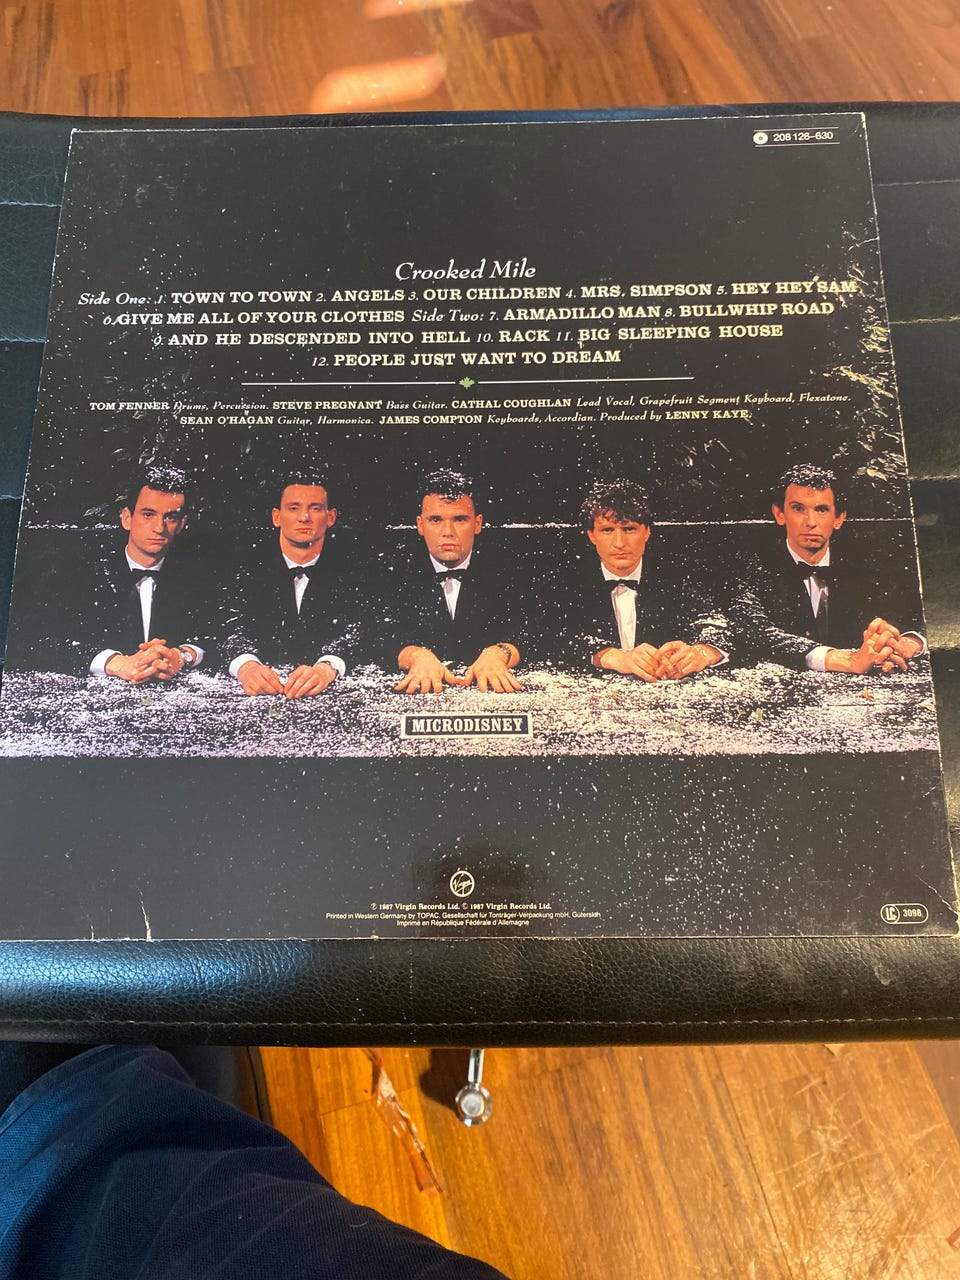 208 126-630
Crooked Mile
Side One: 1. TOWN TO TOWN 2. ANGELS 3. OUR CHILDREN 4. MRS. SIMPSON 5. HEY HEY SAM
6. GIVE ME ALL OF YOUR CLOTHES Side Two: 7. ARMADILLO MAN 8. BULLWHIP ROAD
9. AND HE DESCENDED INTO HELL 10. RACK 11. BIG SLEEPING HOUSE
12. PEOPLE JUST WANT TO DREAM
TOM FENNER Drums, Percussion. STEVE PREGNANT Bass Guitar. CATHAL COUGHLAN Lead Vocal, Grapefruit Segment Keyboard, Flexatone.
SEAN O'HAGAN Guitar, Harmonica. JAMES COMPTON Keyboards, Accordian. Produced by LENNY KAYE.
MICRODISNEY
Virgin
℗ 1987 Virgin Records Ltd. © 1987 Virgin Records Ltd.
Printed in Western Germany by TOPAC, Gesellschaft für Tonträger-Verpackung mbH, Gütersloh
Imprimé en République Fédérale d'Allemagne
LC 3098